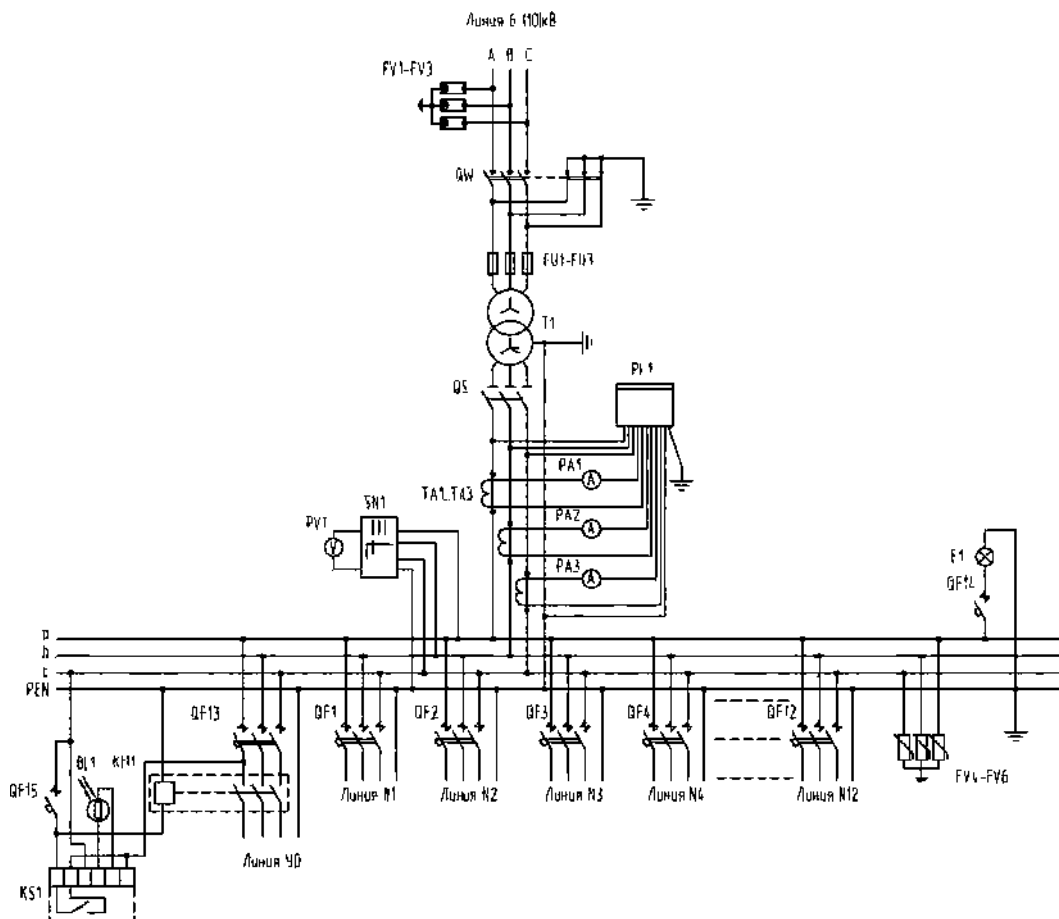 Линия 6 (10)кВ
A B C
FV1-FV3
QW
FU1-FU3
T1
QS
PA1
TA1..TA3
SN1
PA2
PV1
PA3
E1
QF14
a
b
c
PEN
QF13 QF1 QF2 QF3 QF4 QF12
BL1 KM1
QF15
FV4-FV6
Линия N1 Линия N2 Линия N3 Линия N4 Линия N12
Линия УО
KS1